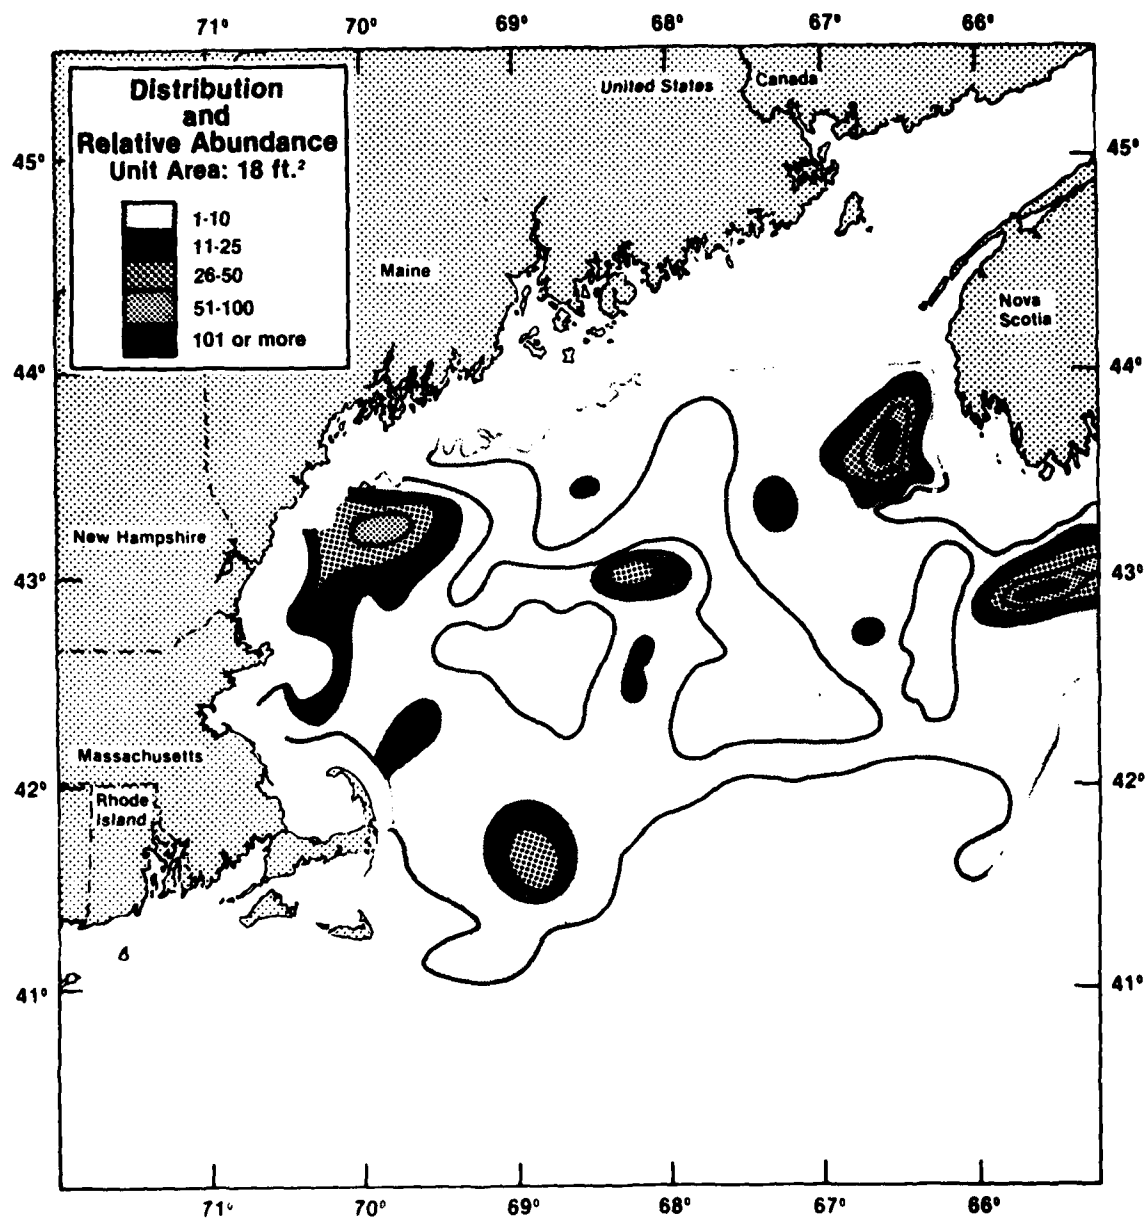 71° 70° 69° 68° 67° 66°
Distribution
and
Relative Abundance
Unit Area: 18 ft.²
1-10
11-25
26-50
51-100
101 or more
United States
Canada
45° 45°
Maine
Nova
Scotia
44° 44°
New Hampshire
43° 43°
Massachusetts
Rhode
Island
42° 42°
41° 41°
71° 70° 69° 68° 67° 66°